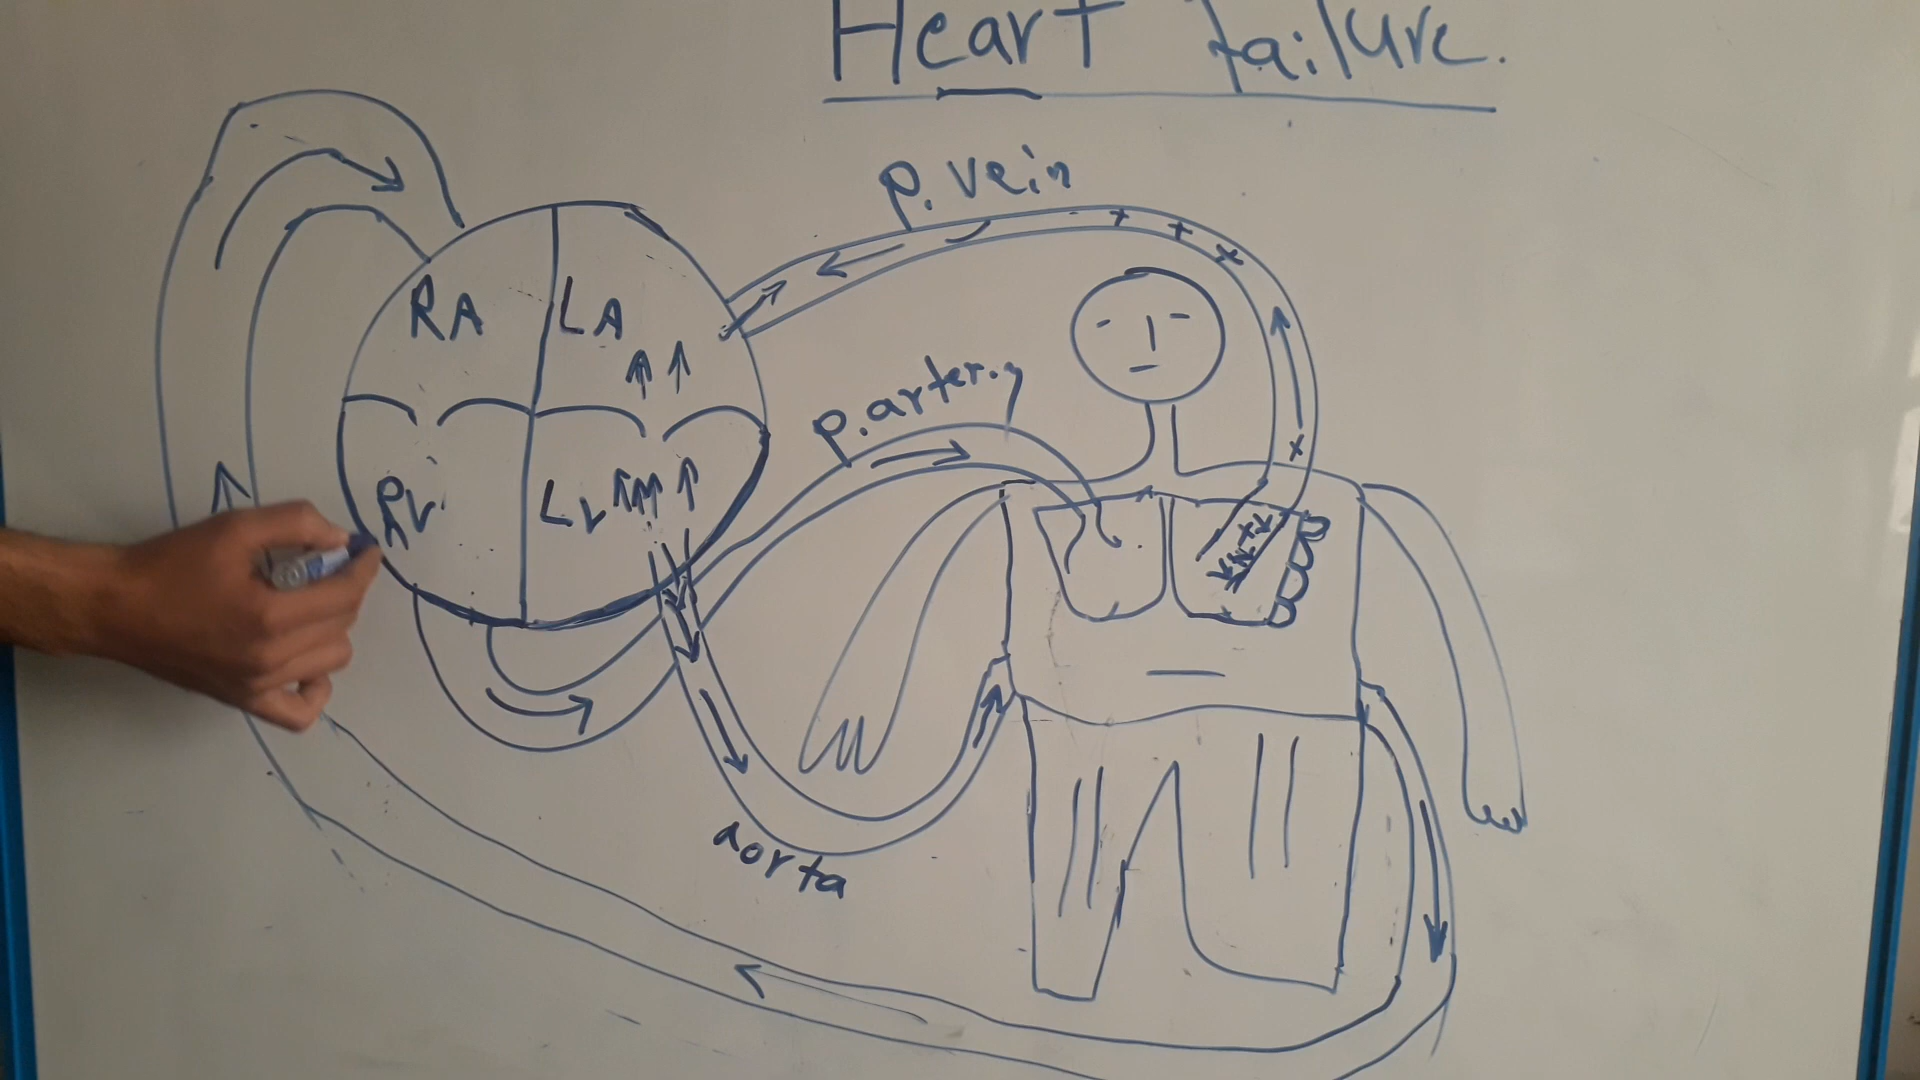 Heart failure.
p. vein
RA LA
p. artery
RV LV
aorta